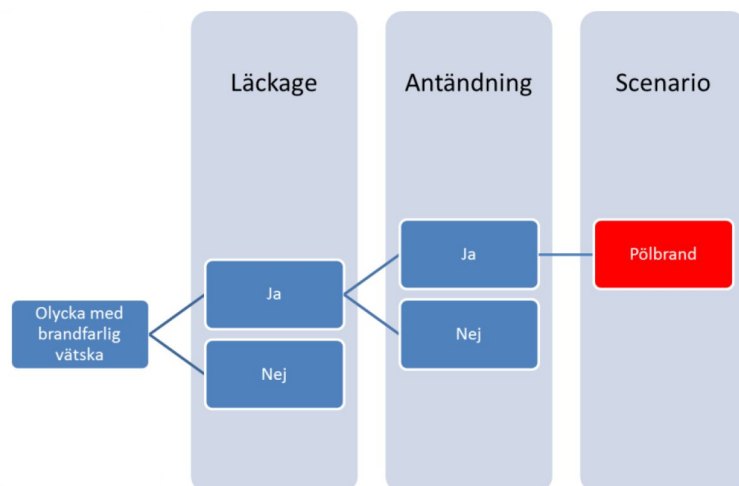 Läckage
Antändning
Scenario
Olycka med
brandfarlig
vätska
Ja
Nej
Ja
Nej
Pölbrand